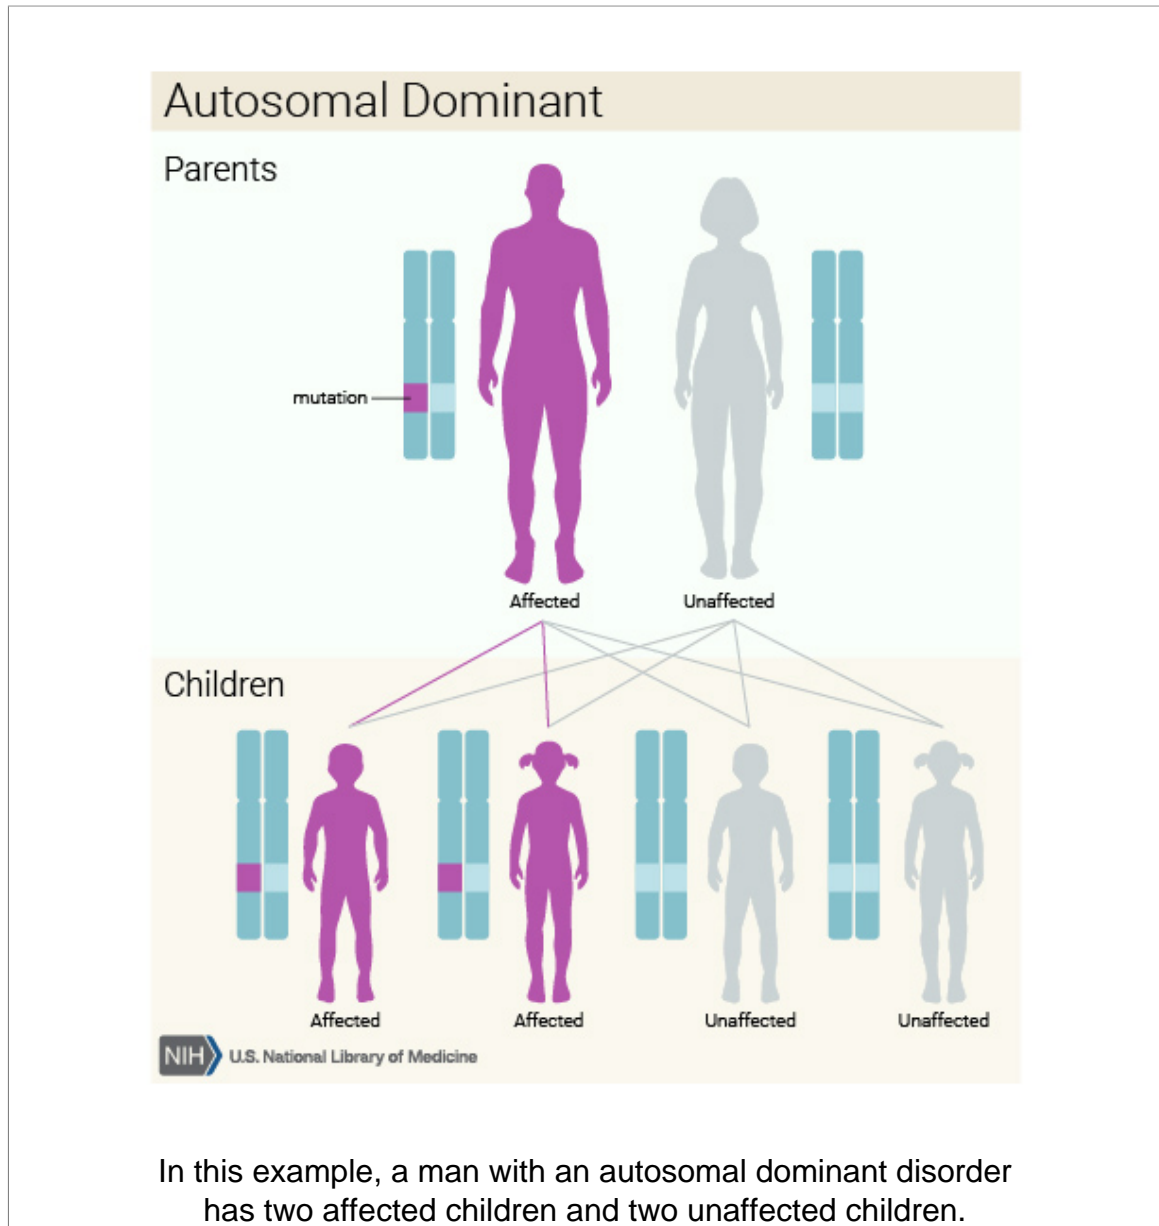 Autosomal Dominant
Parents
mutation
Affected Unaffected
Children
Affected Affected Unaffected Unaffected
NIH U.S. National Library of Medicine
In this example, a man with an autosomal dominant disorder
has two affected children and two unaffected children.